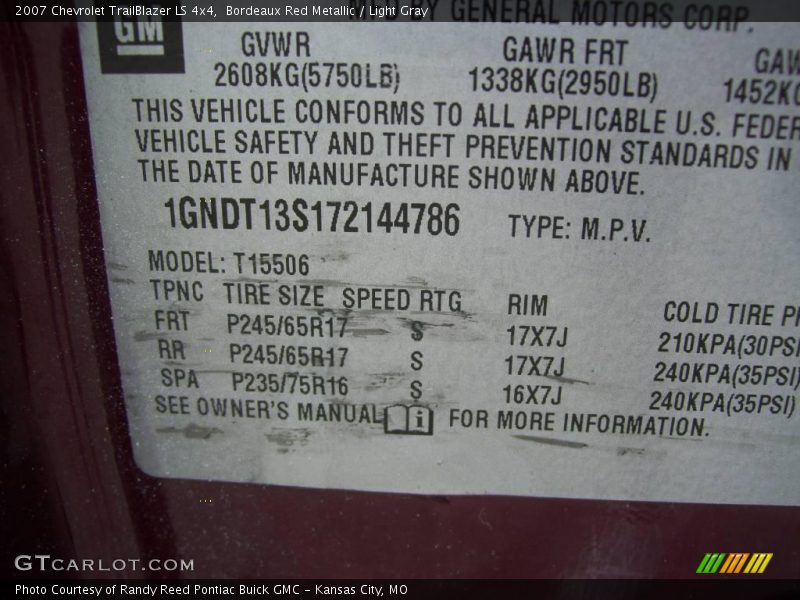 2007 Chevrolet TrailBlazer LS 4x4, Bordeaux Red Metallic / Light Gray
BY GENERAL MOTORS CORP.
GM
GVWR GAWR FRT
2608KG(5750LB) 1338KG(2950LB)
THIS VEHICLE CONFORMS TO ALL APPLICABLE U.S.
VEHICLE SAFETY AND THEFT PREVENTION STANDARDS IN
THE DATE OF MANUFACTURE SHOWN ABOVE.
1GNDT13S172144786 TYPE: M.P.V.
MODEL: T15506
TPNC TIRE SIZE SPEED RTG RIM COLD TIRE
FRT P245/65R17 S 17X7J 210KPA(30PSI
RR P245/65R17 S 17X7J 240KPA(35PSI)
SPA P235/75R16 S 16X7J 240KPA(35PSI)
SEE OWNER'S MANUAL i FOR MORE INFORMATION.
GTCARLOT.COM
Photo Courtesy of Randy Reed Pontiac Buick GMC - Kansas City, MO